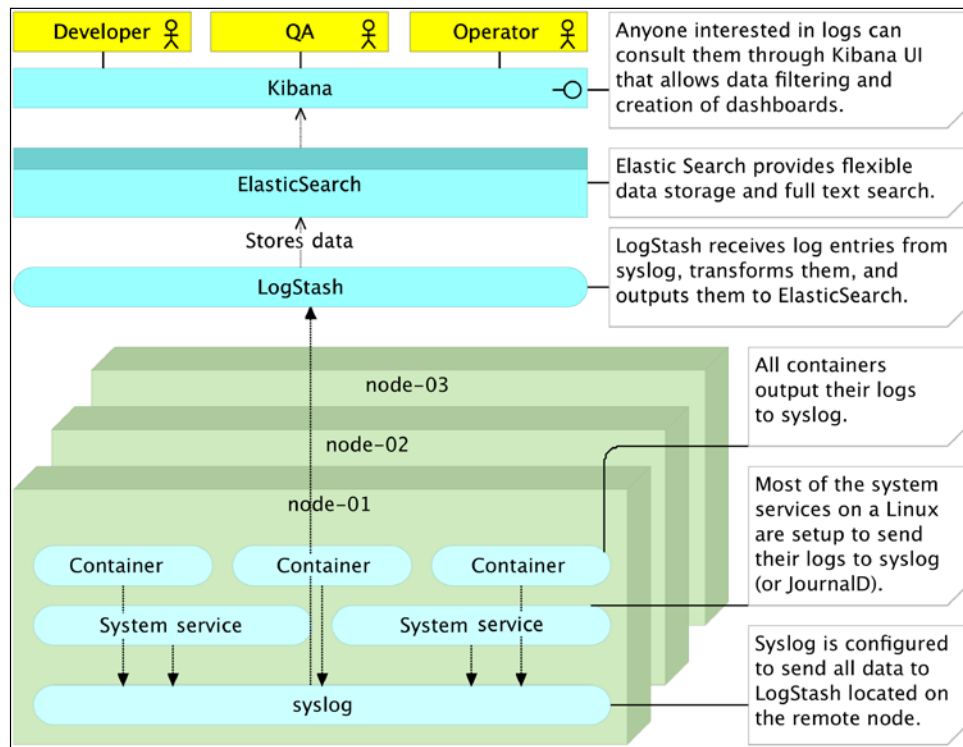 Developer
QA
Operator
Anyone interested in logs can
consult them through Kibana UI
that allows data filtering and
creation of dashboards.
Kibana
ElasticSearch
Elastic Search provides flexible
data storage and full text search.
Stores data
LogStash
LogStash receives log entries from
syslog, transforms them, and
outputs them to ElasticSearch.
node-03
node-02
node-01
All containers
output their logs
to syslog.
Container
Container
Container
Most of the system
services on a Linux
are setup to send
their logs to syslog
(or JournalD).
System service
System service
syslog
Syslog is configured
to send all data to
LogStash located on
the remote node.